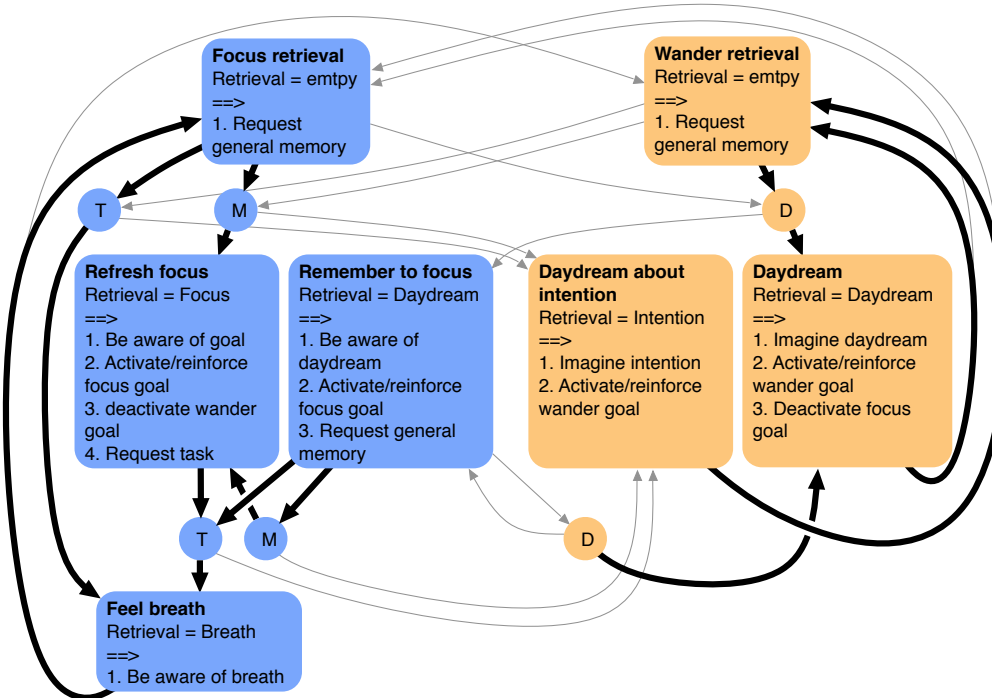 Focus retrieval
Retrieval = emtpy
==>
1. Request
general memory
Wander retrieval
Retrieval = emtpy
==>
1. Request
general memory
T
M
D
Refresh focus
Retrieval = Focus
==>
1. Be aware of goal
2. Activate/reinforce
focus goal
3. deactivate wander
goal
4. Request task
Remember to focus
Retrieval = Daydream
==>
1. Be aware of
daydream
2. Activate/reinforce
focus goal
3. Request general
memory
Daydream about
intention
Retrieval = Intention
==>
1. Imagine intention
2. Activate/reinforce
wander goal
Daydream
Retrieval = Daydream
==>
1. Imagine daydream
2. Activate/reinforce
wander goal
3. Deactivate focus
goal
T
M
D
Feel breath
Retrieval = Breath
==>
1. Be aware of breath